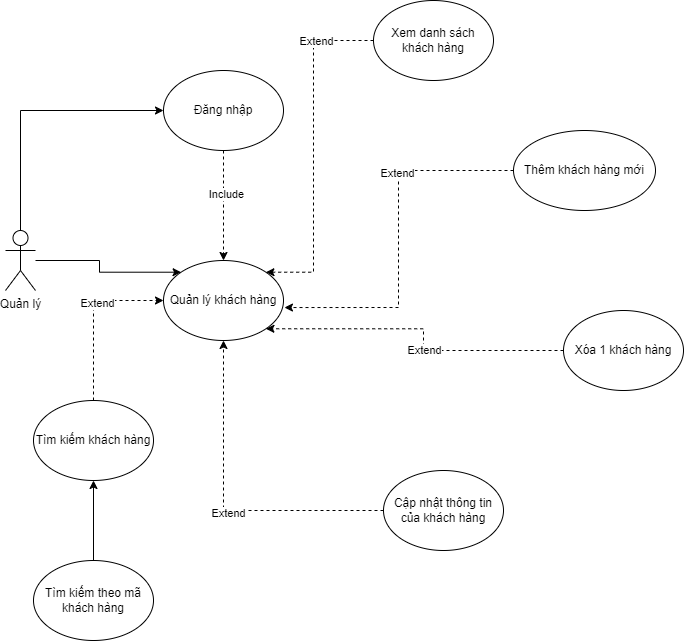 Xem danh sách
khách hàng
Extend
Đăng nhập
Thêm khách hàng mới
Extend
Include
Quản lý
Quản lý khách hàng
Extend
Xóa 1 khách hàng
Extend
Tìm kiếm khách hàng
Cập nhật thông tin
của khách hàng
Extend
Tìm kiếm theo mã
khách hàng